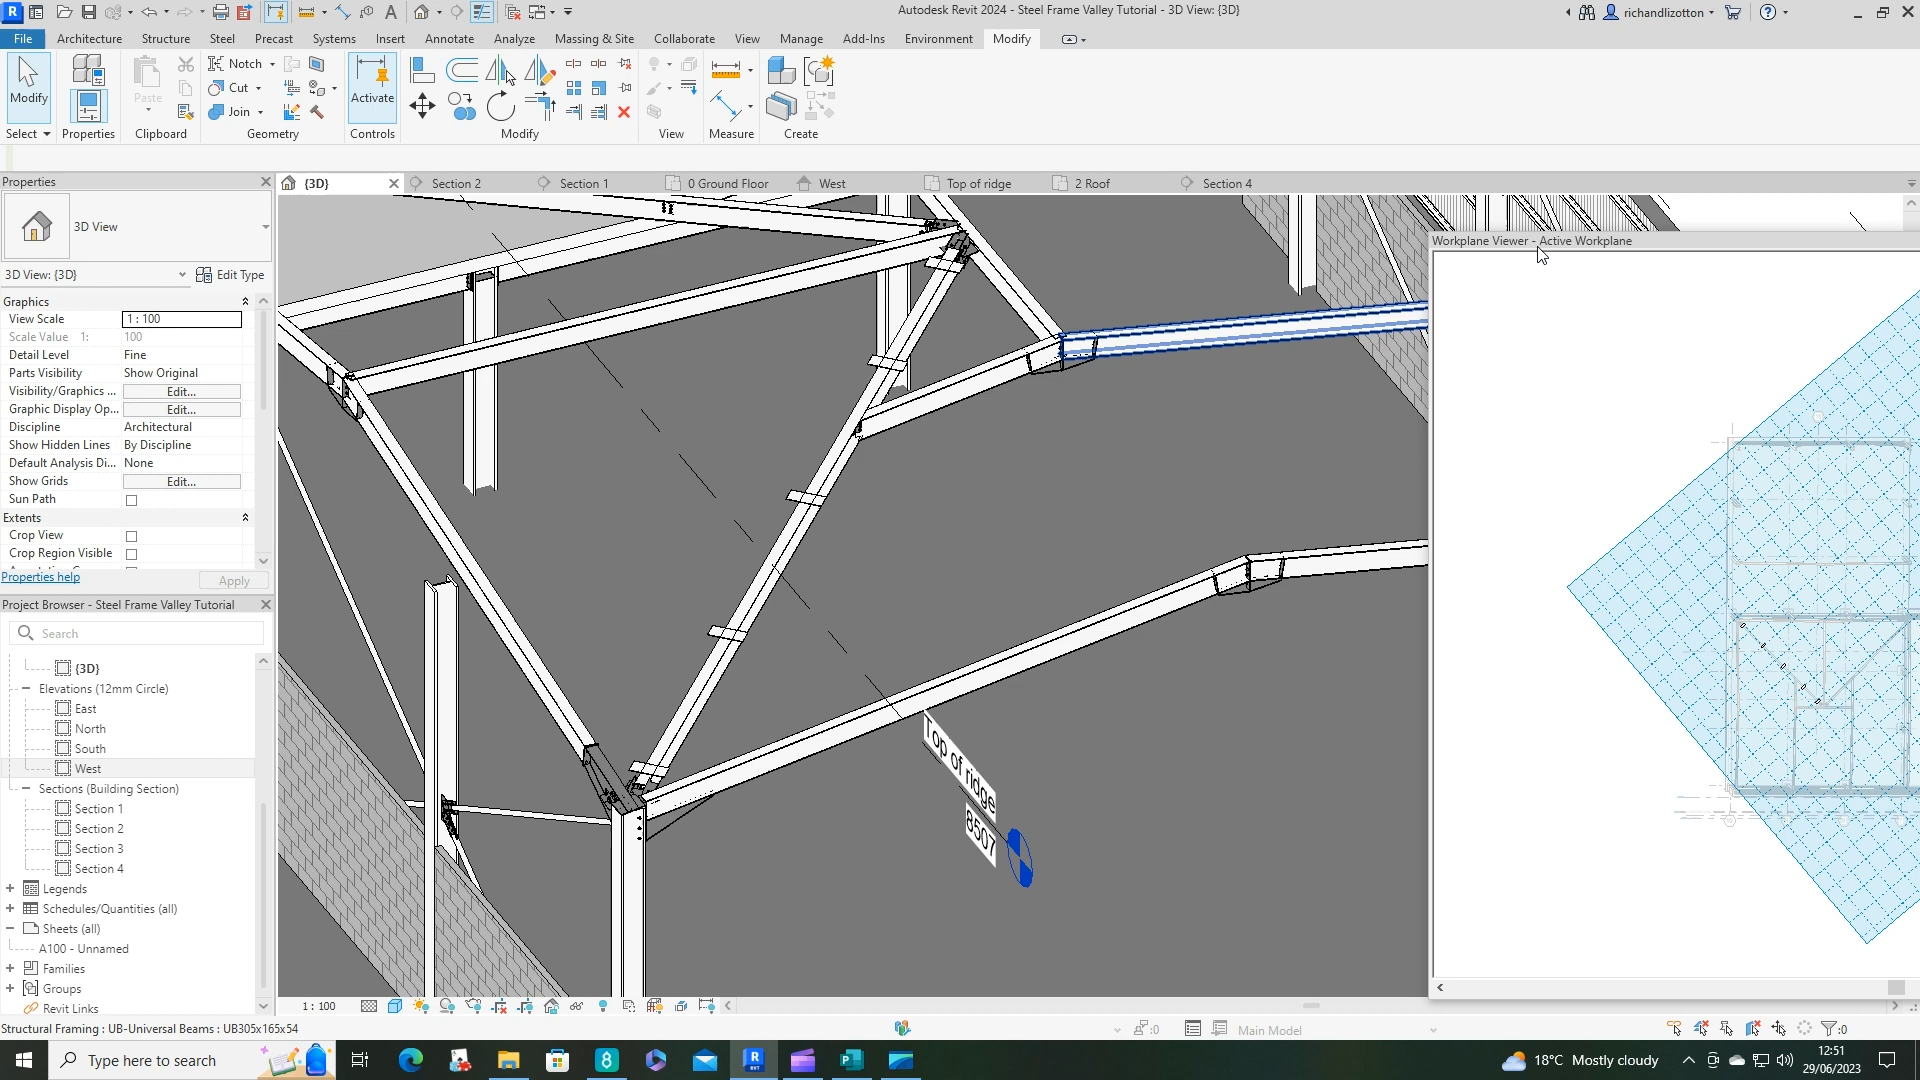 Autodesk Revit 2024 - Steel Frame Valley Tutorial - 3D View: {3D}
richandlizotton
File Architecture Structure Steel Precast Systems Insert Annotate Analyze Massing & Site Collaborate View Manage Add-Ins Environment Modify
Modify
Paste
Notch
Cut
Join
Activate
Select Properties Clipboard Geometry Controls Modify View Measure Create
Properties
{3D} Section 2 Section 1 0 Ground Floor West Top of ridge 2 Roof Section 4
3D View
3D View: {3D} Edit Type
Graphics
View Scale 1 : 100
Scale Value 1: 100
Detail Level Fine
Parts Visibility Show Original
Visibility/Graphics ... Edit...
Graphic Display Op... Edit...
Discipline Architectural
Show Hidden Lines By Discipline
Default Analysis Di... None
Show Grids Edit...
Sun Path
Extents
Crop View
Crop Region Visible
Properties help Apply
Project Browser - Steel Frame Valley Tutorial
Search
{3D}
Elevations (12mm Circle)
East
North
South
West
Sections (Building Section)
Section 1
Section 2
Section 3
Section 4
Legends
Schedules/Quantities (all)
Sheets (all)
A100 - Unnamed
Families
Groups
Revit Links
Workplane Viewer - Active Workplane
Top of ridge
8507
1 : 100
Structural Framing : UB-Universal Beams : UB305x165x54
:0
Main Model
:0
Type here to search
18°C Mostly cloudy
12:51
29/06/2023